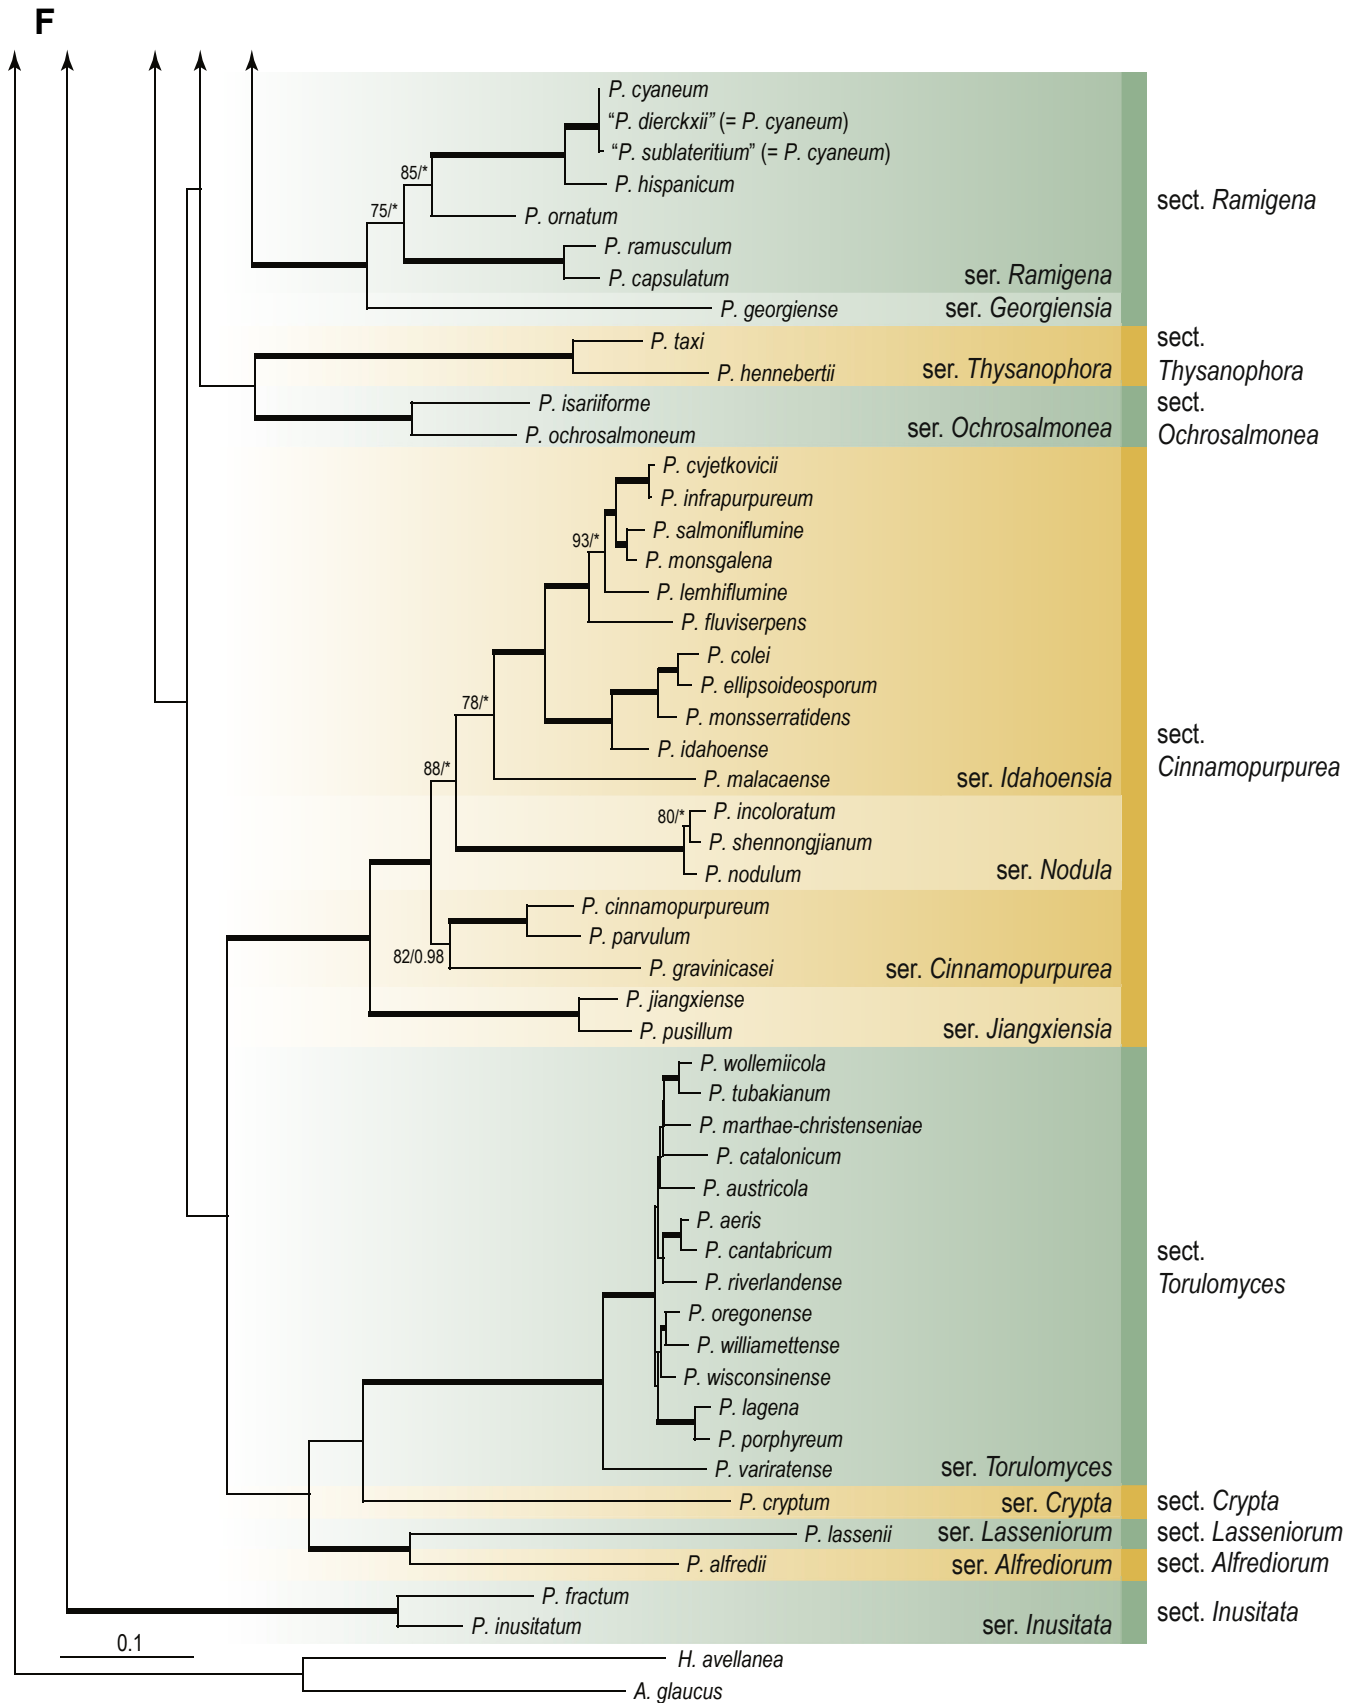 F
P. cyaneum
“P. dierckxii” (= P. cyaneum)
“P. sublateritium” (= P. cyaneum)
85/*
P. hispanicum
sect. Ramigena
75/*
P. ornatum
P. ramusculum
P. capsulatum
ser. Ramigena
P. georgiense
ser. Georgiensia
P. taxi
sect.
Thysanophora
P. hennebertii
ser. Thysanophora
P. isariiforme
sect.
Ochrosalmonea
P. ochrosalmoneum
ser. Ochrosalmonea
P. cvjetkovicii
P. infrapurpureum
P. salmoniflumine
93/*
P. monsgalena
P. lemhiflumine
P. fluviserpens
P. colei
P. ellipsoideosporum
78/*
P. monsserratidens
P. idahoense
sect.
Cinnamopurpurea
88/*
P. malacaense
ser. Idahoensia
P. incoloratum
80/*
P. shennongjianum
P. nodulum
ser. Nodula
P. cinnamopurpureum
P. parvulum
82/0.98
P. gravinicasei
ser. Cinnamopurpurea
P. jiangxiense
P. pusillum
ser. Jiangxiensia
P. wollemiicola
P. tubakianum
P. marthae-christenseniae
P. catalonicum
P. austricola
P. aeris
P. cantabricum
sect.
Torulomyces
P. riverlandense
P. oregonense
P. williamettense
P. wisconsinense
P. lagena
P. porphyreum
P. variratense
ser. Torulomyces
P. cryptum
ser. Crypta
sect. Crypta
P. lassenii
ser. Lasseniorum
sect. Lasseniorum
P. alfredii
ser. Alfrediorum
sect. Alfrediorum
P. fractum
sect. Inusitata
P. inusitatum
ser. Inusitata
0.1
H. avellanea
A. glaucus